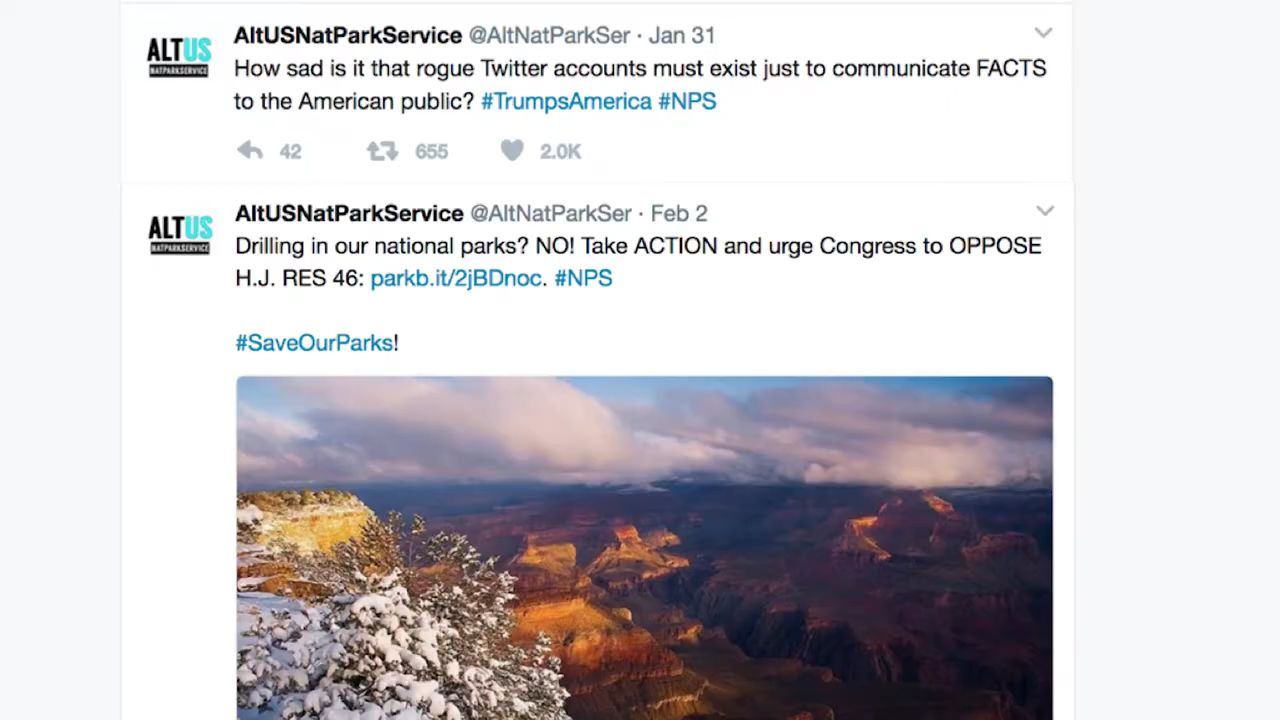 ALTUS
NATPARKSERVICE
AltUSNatParkService @AltNatParkSer · Jan 31
How sad is it that rogue Twitter accounts must exist just to communicate FACTS
to the American public? #TrumpsAmerica #NPS
42 655 2.0K
ALTUS
NATPARKSERVICE
AltUSNatParkService @AltNatParkSer · Feb 2
Drilling in our national parks? NO! Take ACTION and urge Congress to OPPOSE
H.J. RES 46: parkb.it/2jBDnoc. #NPS
#SaveOurParks!